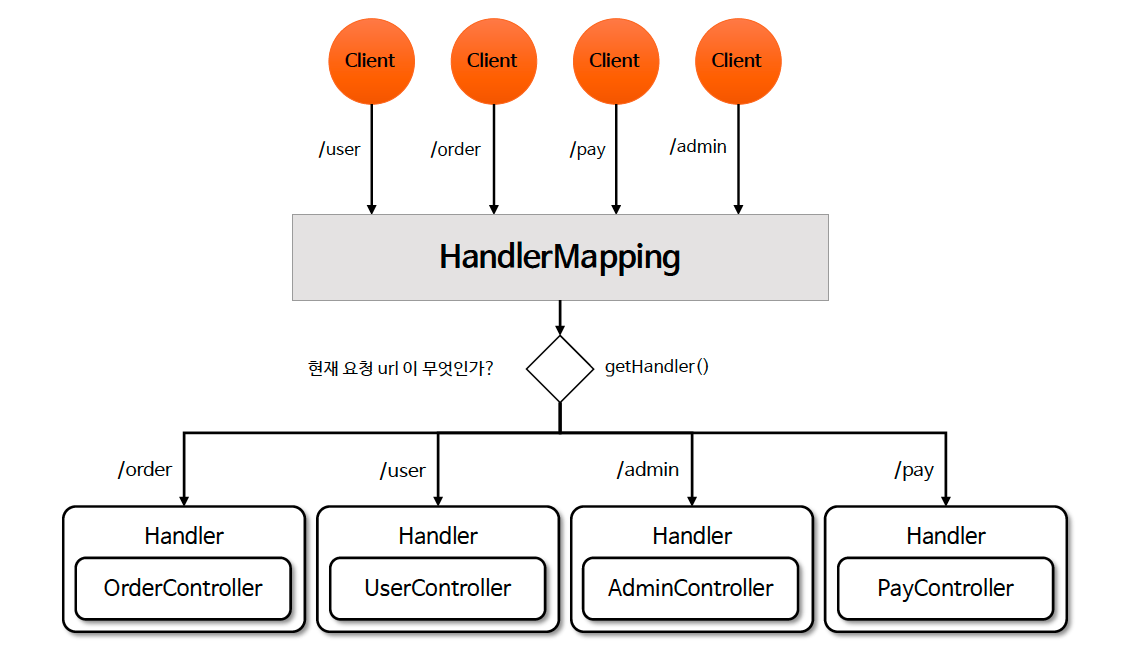 Client
Client
Client
Client
/user
/order
/pay
/admin
HandlerMapping
현재 요청 url 이 무엇인가?
getHandler()
/order
/user
/admin
/pay
Handler
OrderController
Handler
UserController
Handler
AdminController
Handler
PayController